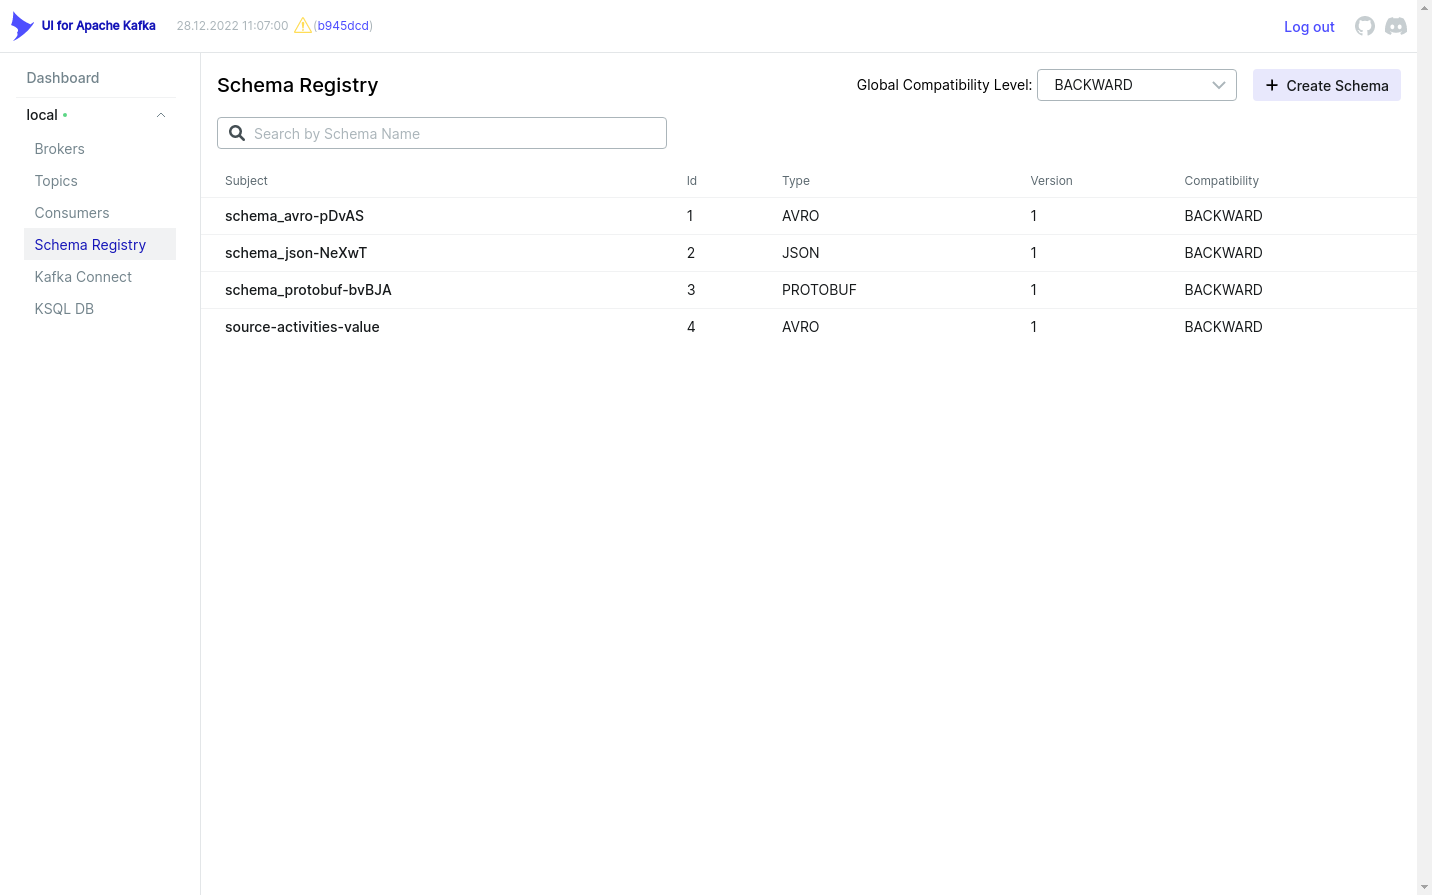 UI for Apache Kafka 28.12.2022 11:07:00 (b945dcd) Log out
Dashboard
local
Brokers
Topics
Consumers
Schema Registry
Kafka Connect
KSQL DB
Schema Registry Global Compatibility Level: BACKWARD Create Schema
Search by Schema Name
Subject Id Type Version Compatibility
schema_avro-pDvAS 1 AVRO 1 BACKWARD
schema_json-NeXwT 2 JSON 1 BACKWARD
schema_protobuf-bvBJA 3 PROTOBUF 1 BACKWARD
source-activities-value 4 AVRO 1 BACKWARD